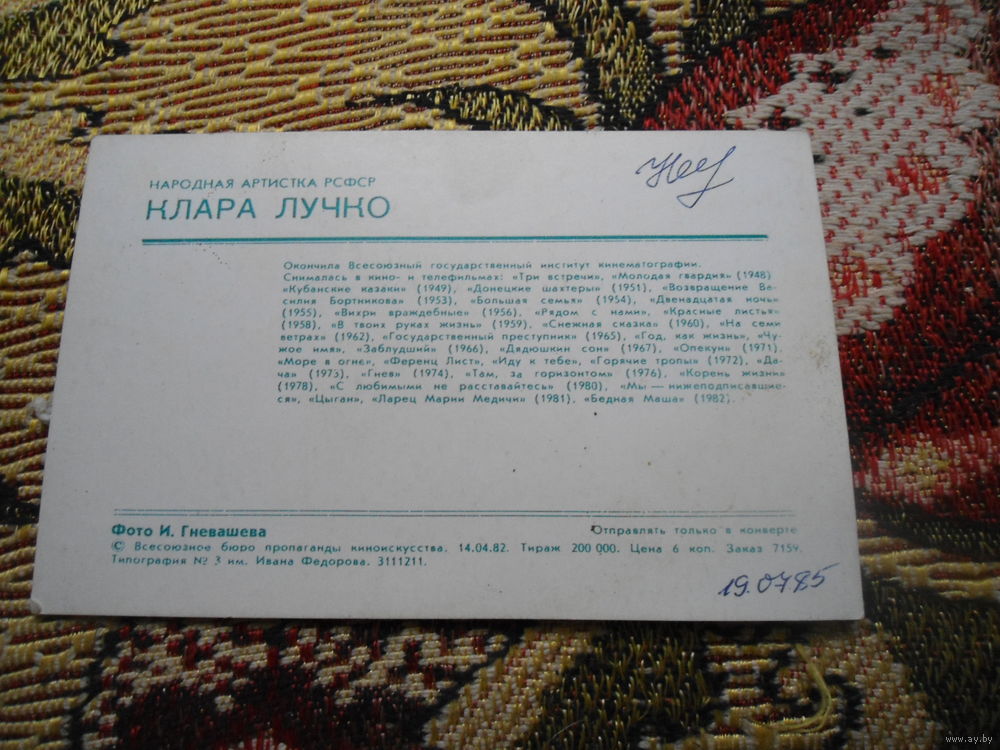 НАРОДНАЯ АРТИСТКА РСФСР
КЛАРА ЛУЧКО
Окончила Всесоюзный государственный институт кинематографии.
Снималась в кино- и телефильмах: «Три встречи», «Молодая гвардия» (1948)
«Кубанские казаки» (1949), «Донецкие шахтеры» (1951), «Возвращение Ва-
силия Бортникова» (1953), «Большая семья» (1954), «Двенадцатая ночь»
(1955), «Вихри враждебные» (1956), «Рядом с нами», «Красные листья»
(1958), «В твоих руках жизнь» (1959), «Снежная сказка» (1960), «На семи
ветрах» (1962), «Государственный преступник» (1965), «Год, как жизнь», «Чу-
жое имя», «Заблудший» (1966), «Дядюшкин сон» (1967), «Опекун» (1971),
«Море в огне», «Ференц Лист», «Иду к тебе», «Горячие тропы» (1972), «Да-
ча» (1973), «Гнев» (1974), «Там, за горизонтом» (1976), «Корень жизни»
(1978), «С любимыми не расставайтесь» (1980), «Мы — нижеподписавшие-
ся», «Цыган», «Ларец Марии Медичи» (1981), «Бедная Маша» (1982).
Фото И. Гневашева
Отправлять только в конверте
© Всесоюзное бюро пропаганды киноискусства. 14.04.82. Тираж 200 000. Цена 6 коп. Заказ 7159.
Типография № 3 им. Ивана Федорова. 3111211.
19.07.85
www.ay.by